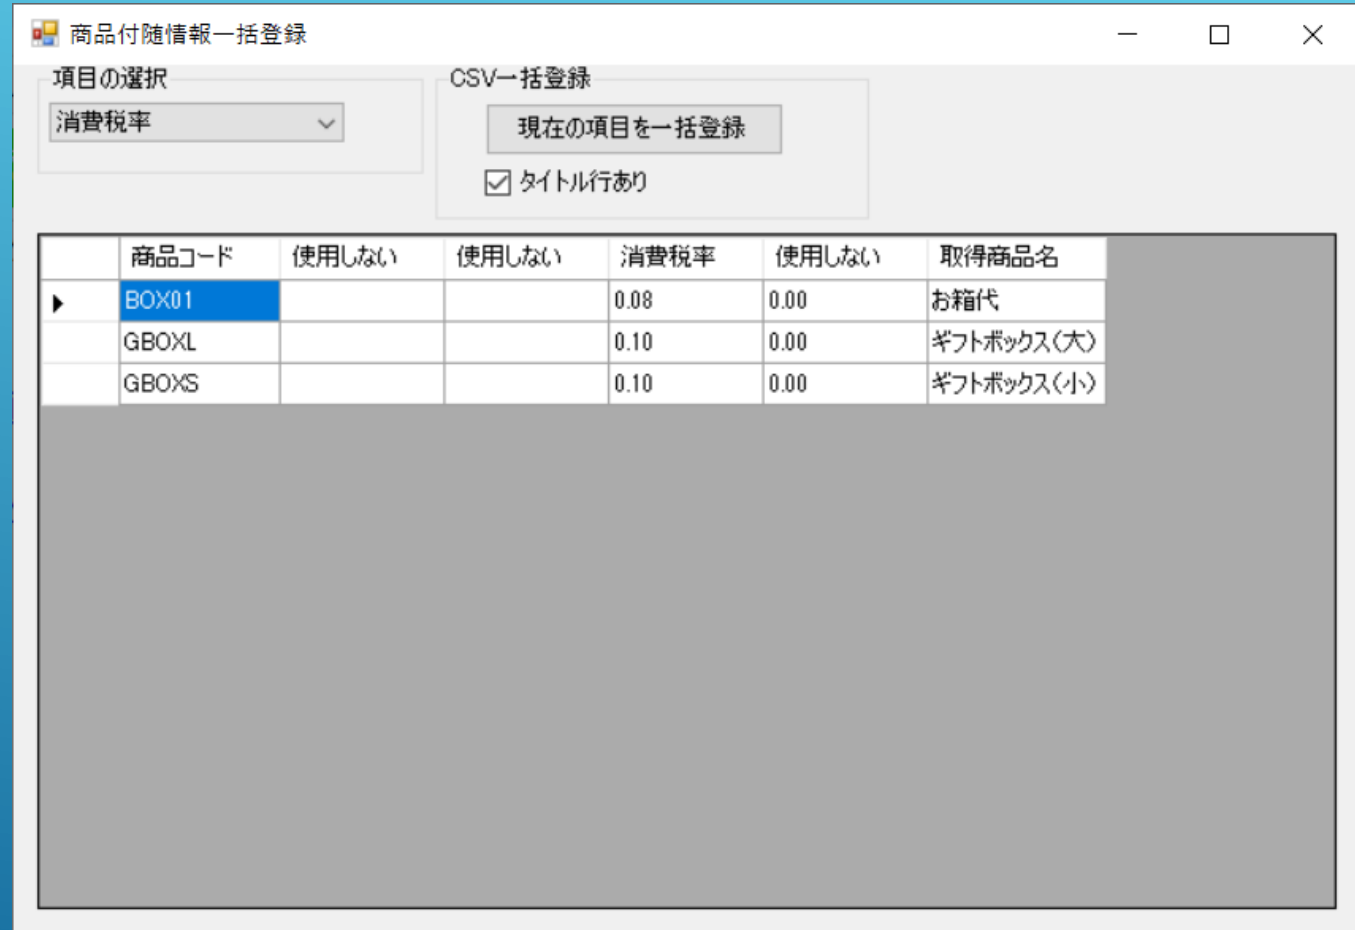 商品付随情報一括登録
項目の選択
消費税率
CSV一括登録
現在の項目を一括登録
タイトル行あり
商品コード 使用しない 使用しない 消費税率 使用しない 取得商品名
BOX01 0.08 0.00 お箱代
GBOXL 0.10 0.00 ギフトボックス(大)
GBOXS 0.10 0.00 ギフトボックス(小)